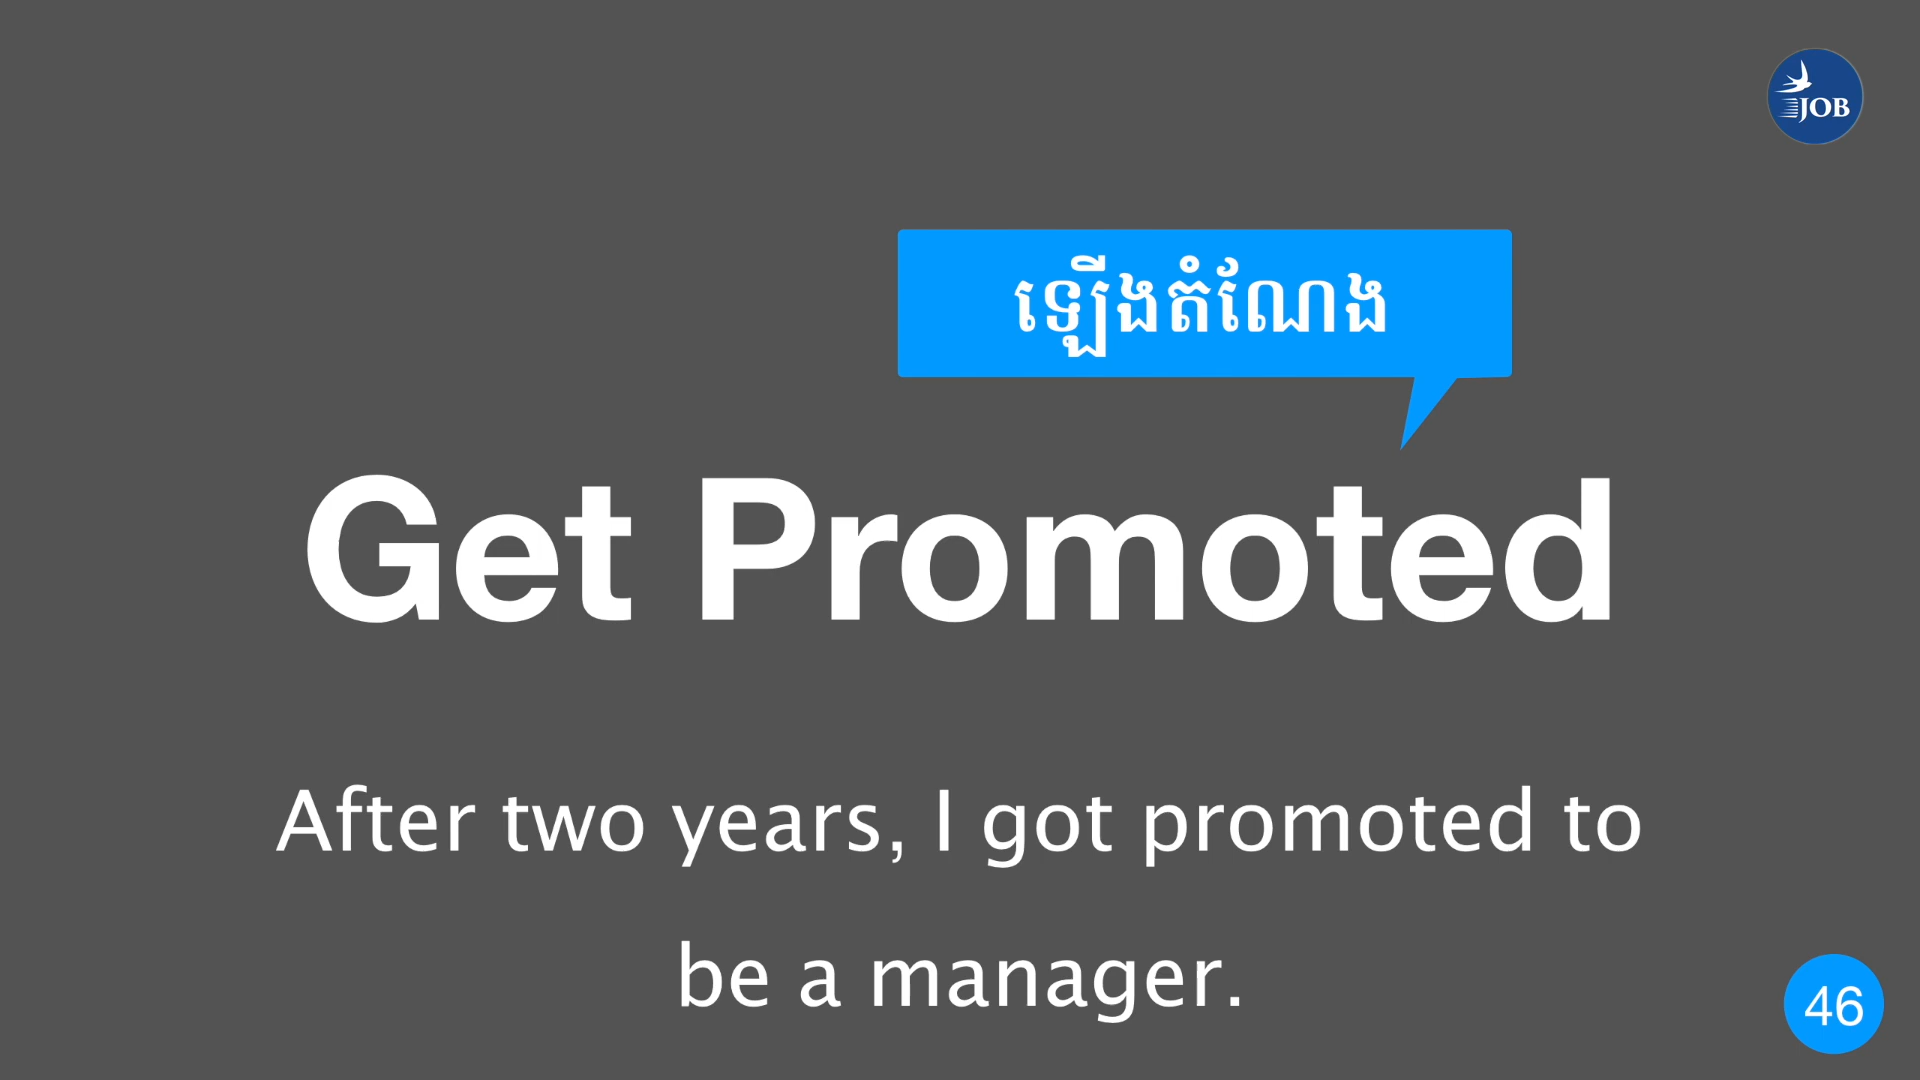 JOB
ឡើងតំណែង
Get Promoted
After two years, I got promoted to
be a manager.
46